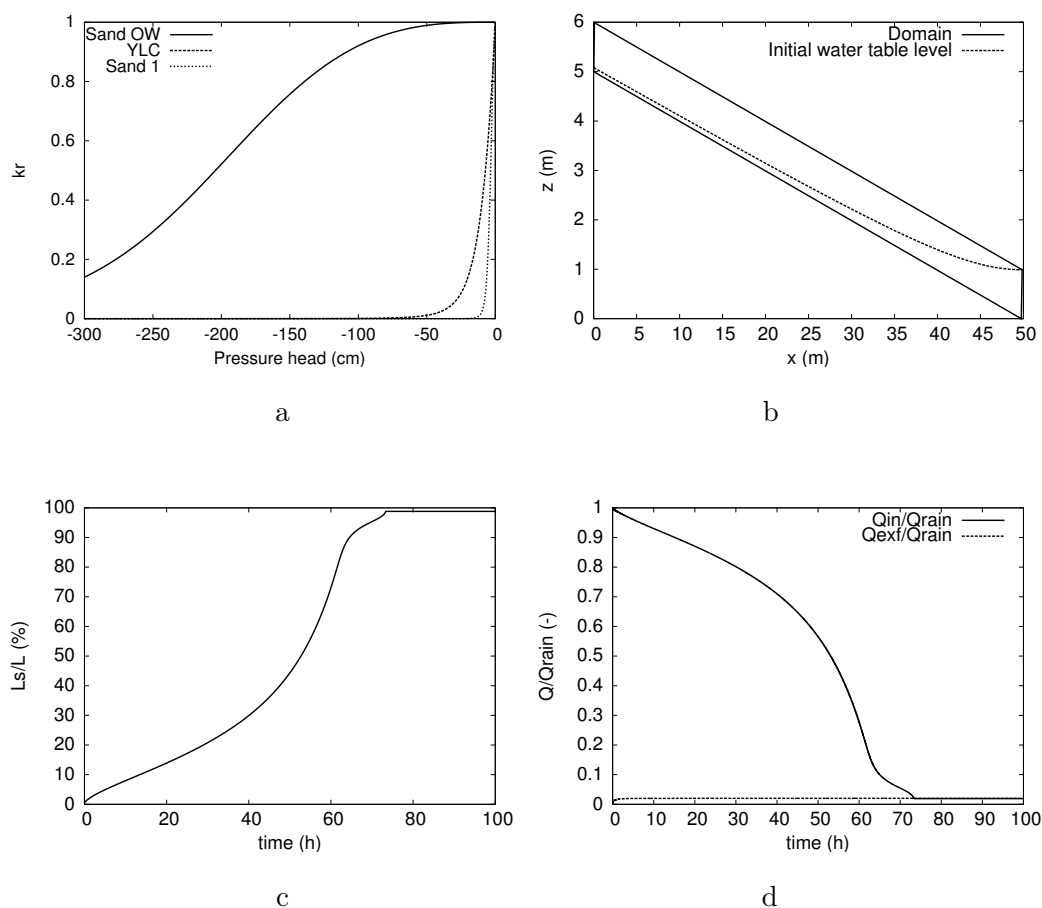 1
0.8
0.6
0.4
0.2
0
kr
Sand OW
YLC
Sand 1
-300 -250 -200 -150 -100 -50 0
Pressure head (cm)
a
6
5
4
3
2
1
0
z (m)
Domain
Initial water table level
0 5 10 15 20 25 30 35 40 45 50
x (m)
b
100
90
80
70
60
50
40
30
20
10
0
Ls/L (%)
0 20 40 60 80 100
time (h)
c
1
0.9
0.8
0.7
0.6
0.5
0.4
0.3
0.2
0.1
0
Q/Qrain (-)
Qin/Qrain
Qexf/Qrain
0 10 20 30 40 50 60 70 80 90 100
time (h)
d